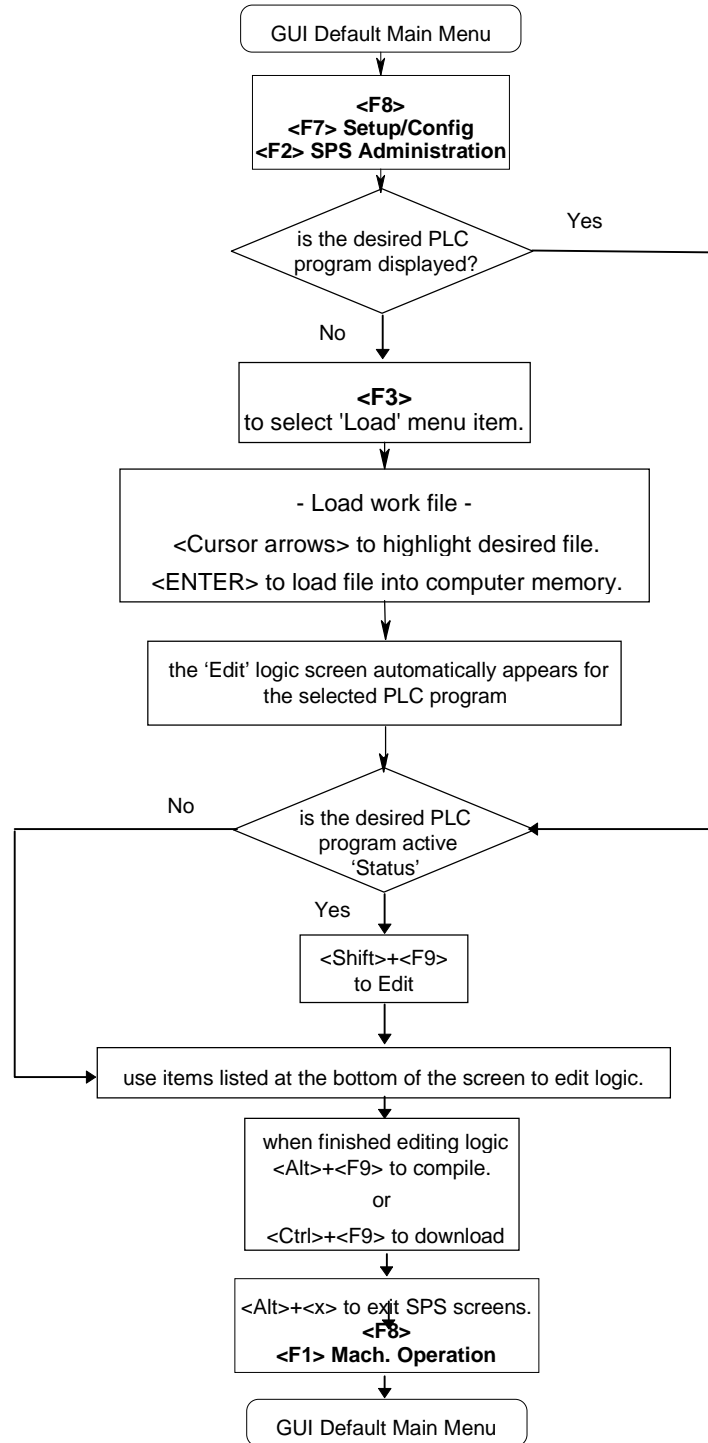 GUI Default Main Menu
<F8>
<F7> Setup/Config
<F2> SPS Administration
is the desired PLC
program displayed?
Yes
No
<F3>
to select 'Load' menu item.
- Load work file -
<Cursor arrows> to highlight desired file.
<ENTER> to load file into computer memory.
the ‘Edit’ logic screen automatically appears for
the selected PLC program
No
is the desired PLC
program active
‘Status’
Yes
<Shift>+<F9>
to Edit
use items listed at the bottom of the screen to edit logic.
when finished editing logic
<Alt>+<F9> to compile.
or
<Ctrl>+<F9> to download
<Alt>+<x> to exit SPS screens.
<F8>
<F1> Mach. Operation
GUI Default Main Menu